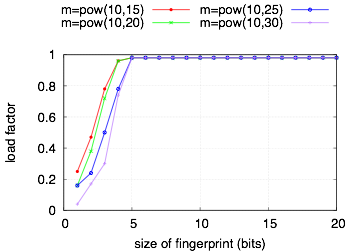 m=pow(10,15) m=pow(10,25)
m=pow(10,20) m=pow(10,30)
1
0.8
0.6
0.4
0.2
0
0 5 10 15 20
load factor
size of fingerprint (bits)